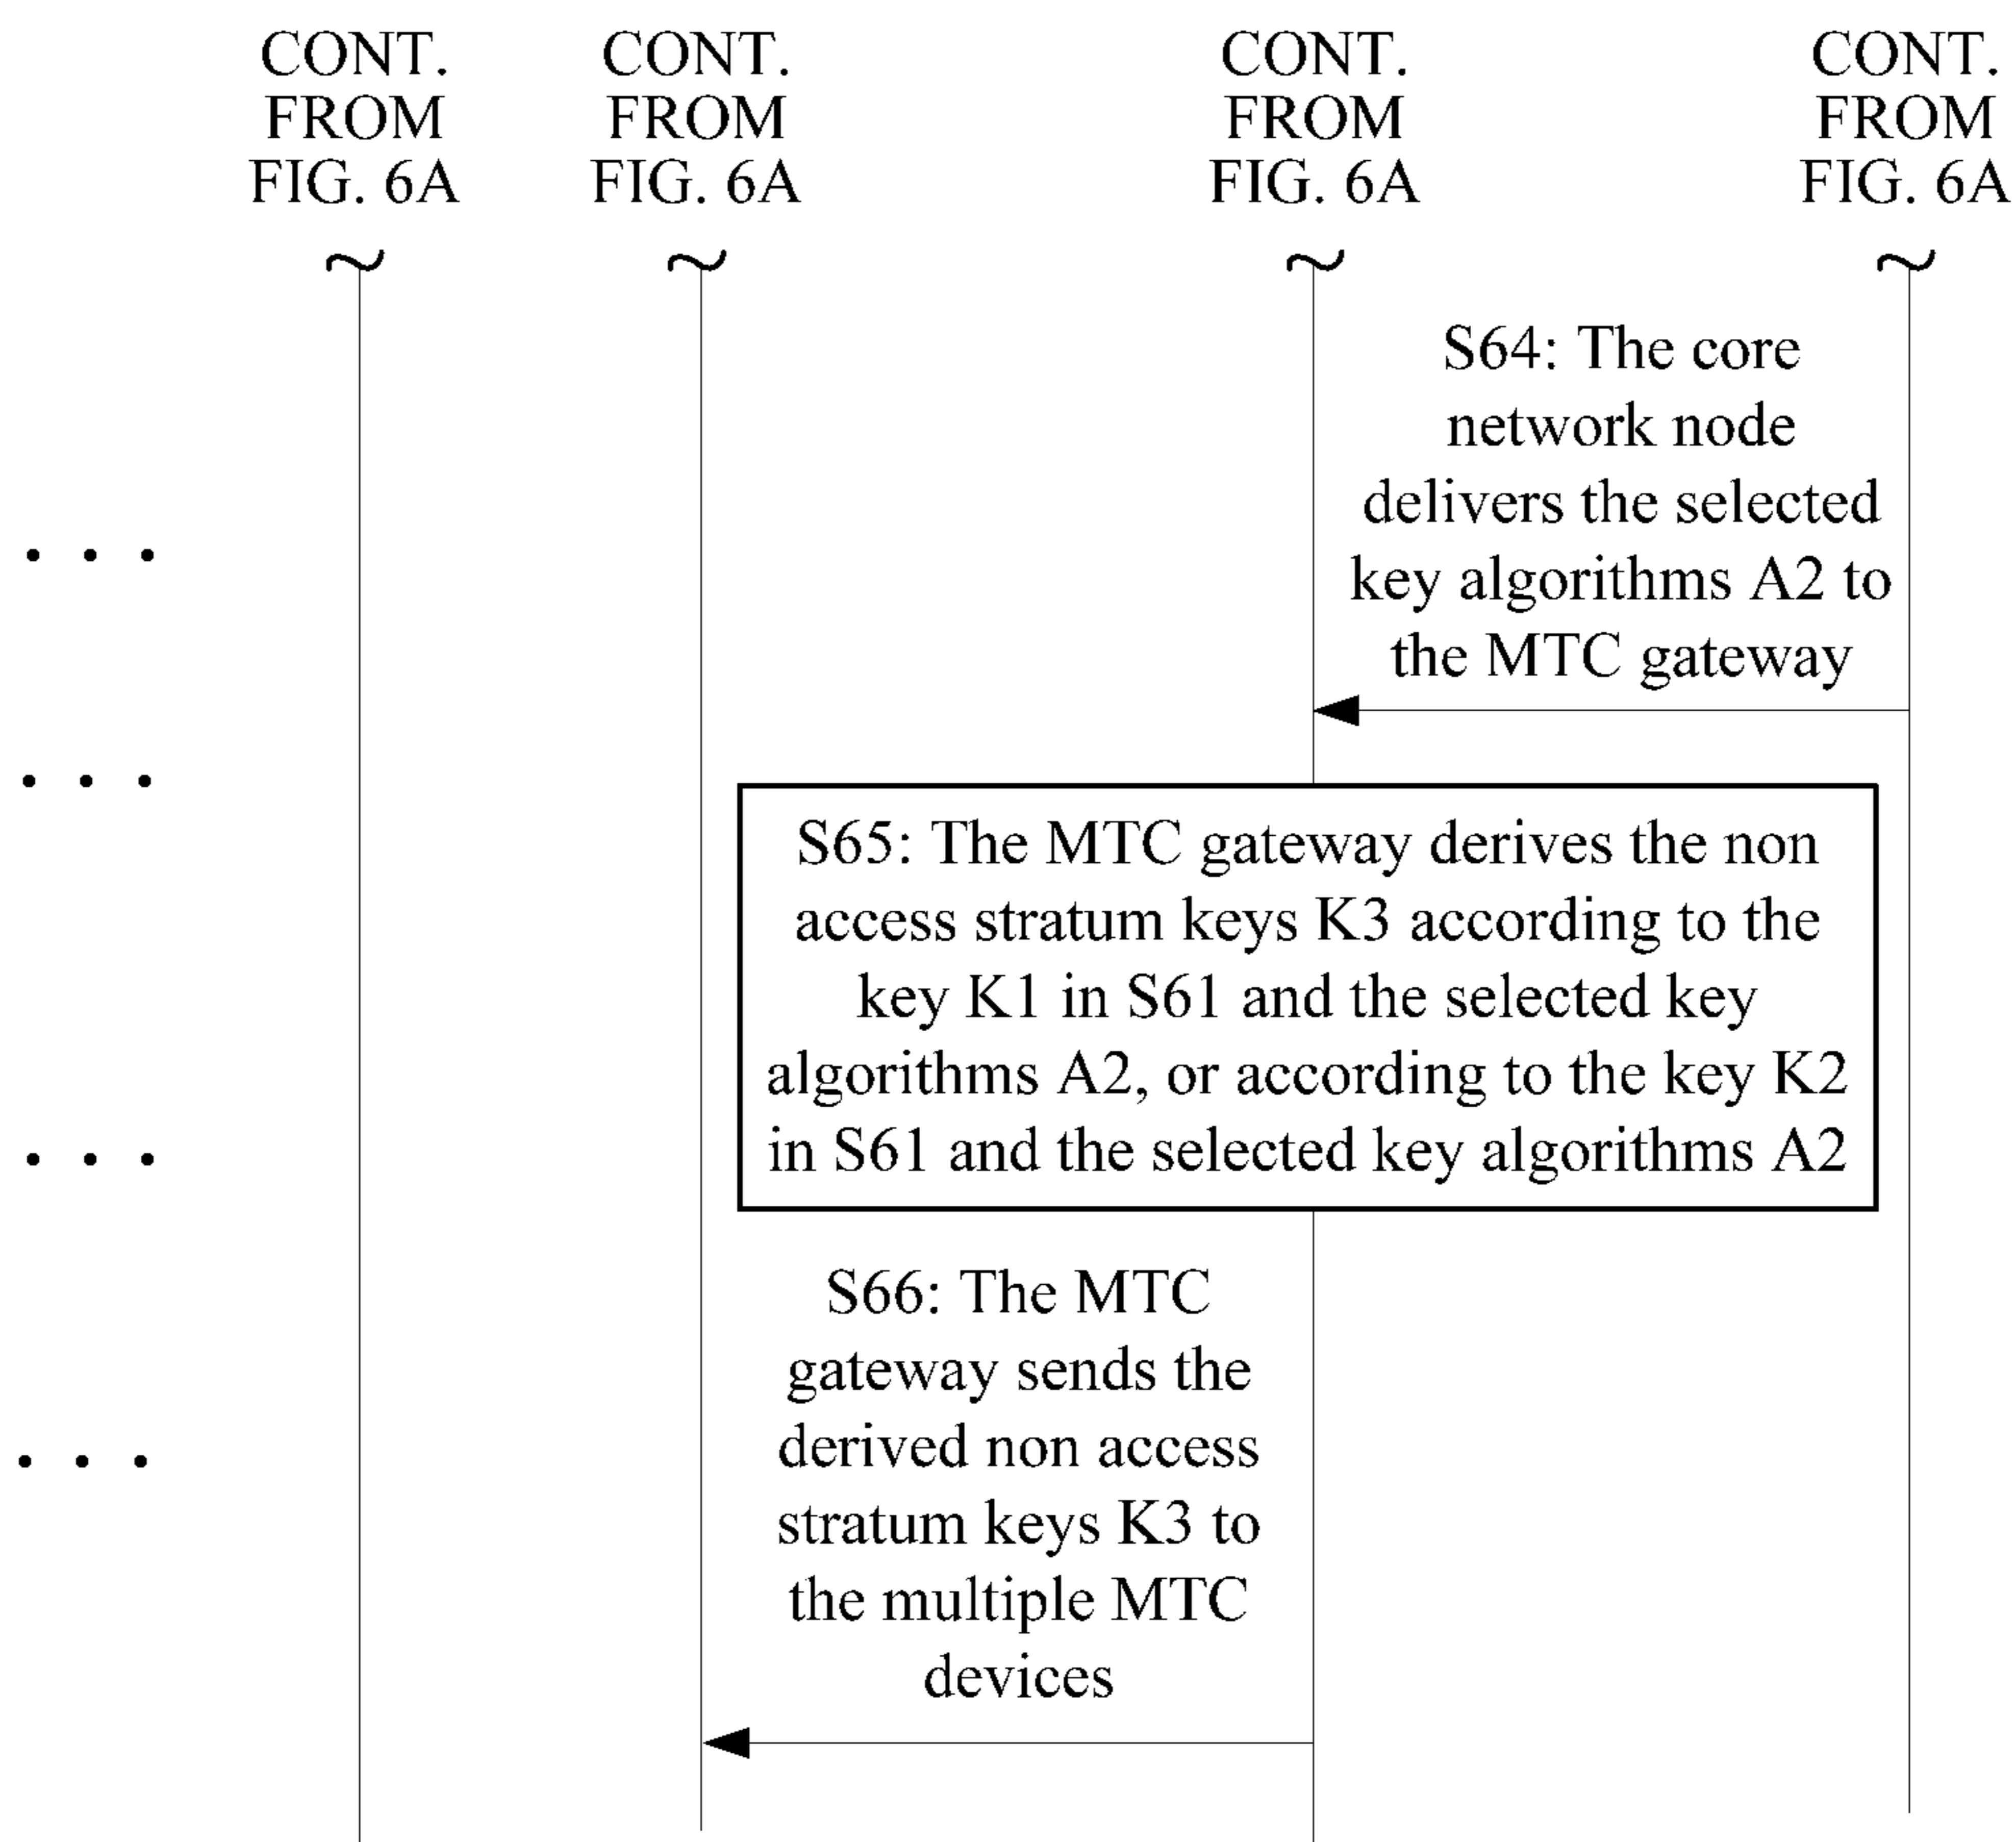 CONT.
FROM
FIG. 6A
CONT.
FROM
FIG. 6A
CONT.
FROM
FIG. 6A
CONT.
FROM
FIG. 6A
S64: The core
network node
delivers the selected
key algorithms A2 to
the MTC gateway
S65: The MTC gateway derives the non
access stratum keys K3 according to the
key K1 in S61 and the selected key
algorithms A2, or according to the key K2
in S61 and the selected key algorithms A2
S66: The MTC
gateway sends the
derived non access
stratum keys K3 to
the multiple MTC
devices